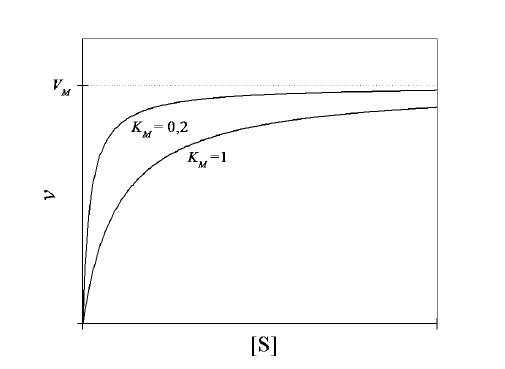 V_M
K_M = 0,2
K_M =1
v
[S]